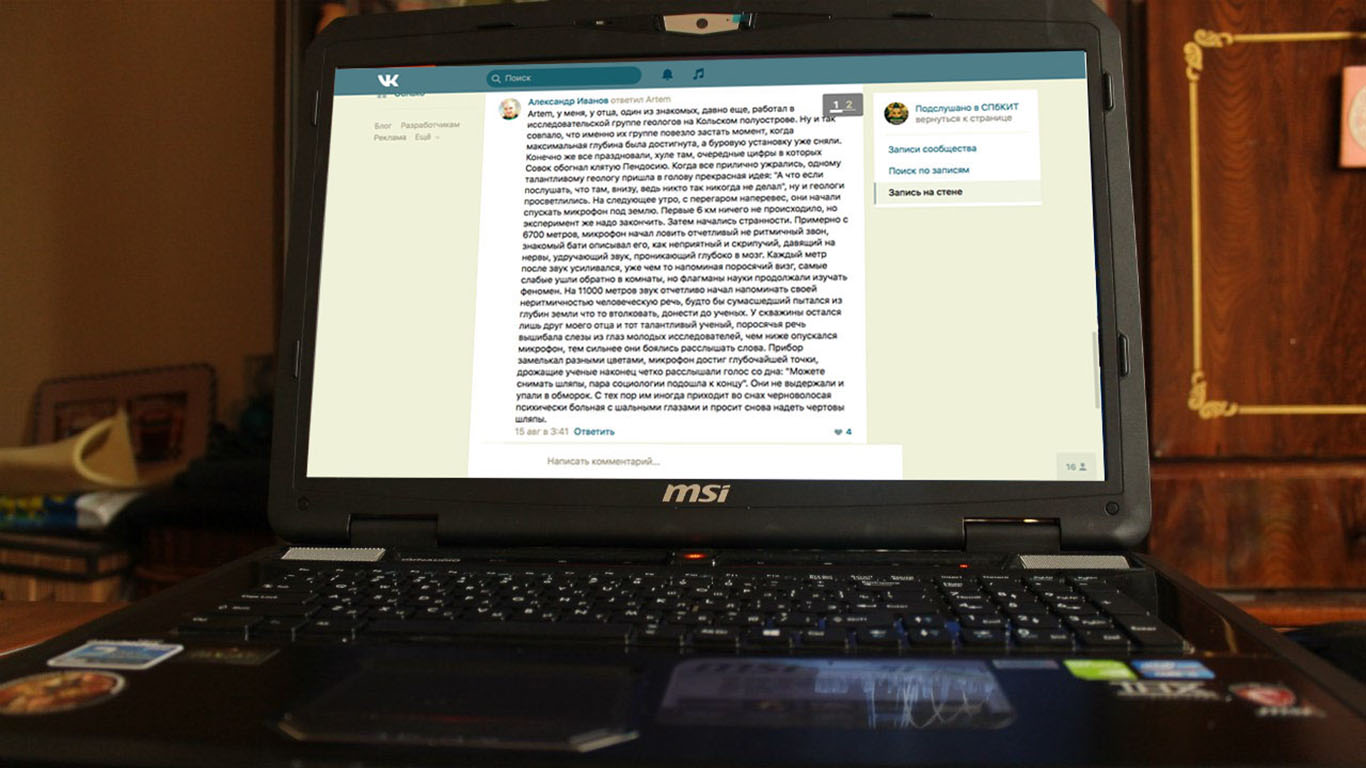 VK
Поиск
Блог Разработчикам
Реклама Ещё
Александр Иванов ответил Artem
Artem, у меня, у отца, один из знакомых, давно еще, работал в
исследовательской группе геологов на Кольском полуострове. Ну и так
совпало, что именно их группе повезло застать момент, когда
максимальная глубина была достигнута, а буровую установку уже сняли.
Конечно же все праздновали, хуле там, очередные цифры в которых
Совок обогнал клятую Пендосию. Когда все прилично ужрались, одному
талантливому геологу пришла в голову прекрасная идея: "А что если
послушать, что там, внизу, ведь никто так никогда не делал", ну и геологи
просветлились. На следующее утро, с перегаром наперевес, они начали
спускать микрофон под землю. Первые 6 км ничего не происходило, но
эксперимент же надо закончить. Затем начались странности. Примерно с
6700 метров, микрофон начал ловить отчетливый не ритмичный звон,
знакомый бати описывал его, как неприятный и скрипучий, давящий на
нервы, удручающий звук, проникающий глубоко в мозг. Каждый метр
после звук усиливался, уже чем то напоминая поросячий визг, самые
слабые ушли обратно в комнаты, но флагманы науки продолжали изучать
феномен. На 11000 метров звук отчетливо начал напоминать своей
неритмичностью человеческую речь, будто бы сумасшедший пытался из
глубин земли что то втолковать, донести до ученых. У скважины остался
лишь друг моего отца и тот талантливый ученый, поросячья речь
вышибала слезы из глаз молодых исследователей, чем ниже опускался
микрофон, тем сильнее они боялись расслышать слова. Прибор
замелькал разными цветами, микрофон достиг глубочайшей точки,
дрожащие ученые наконец четко расслышали голос со дна: "Можете
снимать шляпы, пара социологии подошла к концу". Они не выдержали и
упали в обморок. С тех пор им иногда приходит во снах черноволосая
психически больная с шальными глазами и просит снова надеть чертовы
шляпы.
15 авг в 3:41 Ответить
4
Написать комментарий...
1 2
Подслушано в СПбКИТ
вернуться к странице
Записи сообщества
Поиск по записям
Запись на стене
16
msi